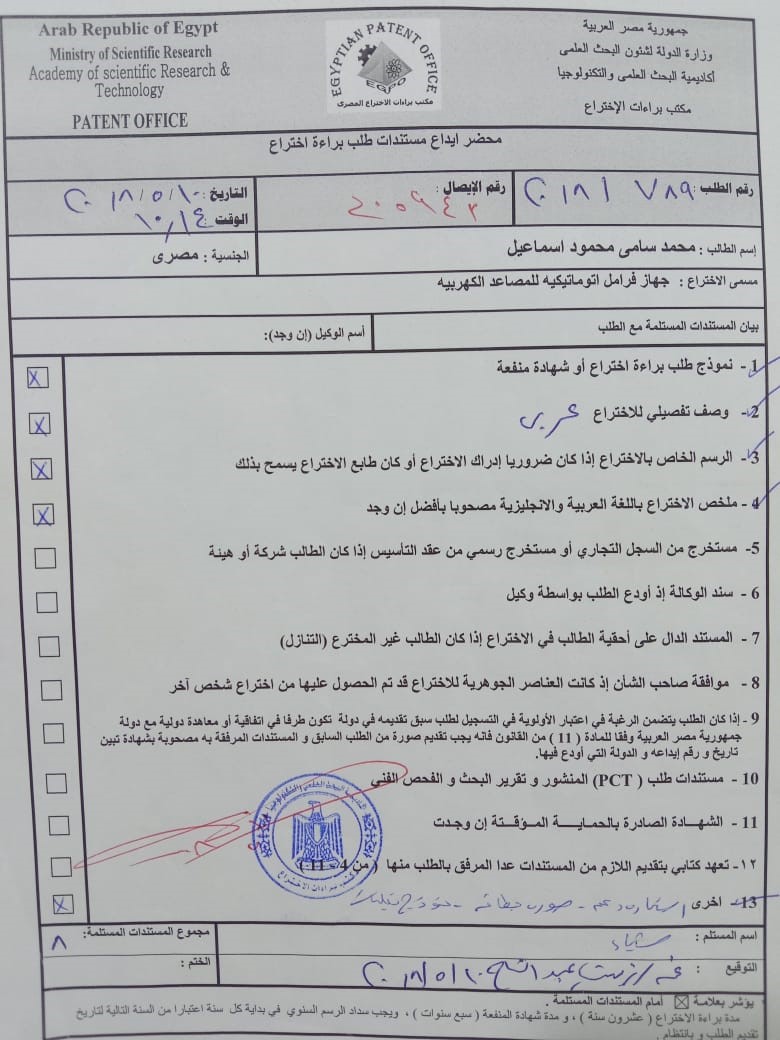 Arab Republic of Egypt
Ministry of Scientific Research
Academy of scientific Research &
Technology
PATENT OFFICE
EGYPTIAN PATENT OFFICE
EGPO
مكتب براءات الاختراع المصرى
جمهورية مصر العربية
وزارة الدولة لشئون البحث العلمى
أكاديمية البحث العلمى والتكنولوجيا
مكتب براءات الإختراع
محضر ايداع مستندات طلب براءة اختراع
رقم الطلب : ٧٨٩ / ٢٠١٨
رقم الإيصال : ٢٠٠٩٤٣
التاريخ : ٢٠١٨/٥/١٠
الوقت : ١٠/١٤
إسم الطالب : محمد سامى محمود اسماعيل
الجنسية : مصرى
مسمى الاختراع : جهاز فرامل اتوماتيكيه للمصاعد الكهربيه
بيان المستندات المستلمة مع الطلب
أسم الوكيل (إن وجد):
1- نموذج طلب براءة اختراع أو شهادة منفعة X
2- وصف تفصيلي للاختراع عربى X
3- الرسم الخاص بالاختراع إذا كان ضروريا إدراك الاختراع أو كان طابع الاختراع يسمح بذلك X
4 - ملخص الاختراع باللغة العربية والانجليزية مصحوبا بأفضل إن وجد X
5- مستخرج من السجل التجاري أو مستخرج رسمي من عقد التأسيس إذا كان الطالب شركة أو هيئة
6 - سند الوكالة إذ أودع الطلب بواسطة وكيل
7 - المستند الدال على أحقية الطالب في الاختراع إذا كان الطالب غير المخترع (التنازل)
8 - موافقة صاحب الشأن إذ كانت العناصر الجوهرية للاختراع قد تم الحصول عليها من اختراع شخص آخر
9 - إذا كان الطلب يتضمن الرغبة في اعتبار الأولوية في التسجيل لطلب سبق تقديمه في دولة تكون طرفا في اتفاقية أو معاهدة دولية مع دولة
جمهورية مصر العربية وفقا للمادة ( 11 ) من القانون فانه يجب تقديم صورة من الطلب السابق و المستندات المرفقة به مصحوبة بشهادة تبين
تاريخ و رقم إيداعه و الدولة التي أودع فيها.
10 - مستندات طلب ( PCT) المنشور و تقرير البحث و الفحص الفني
11 - الشهـــادة الصادرة بالحمايـــــة المـؤقـتة إن وجدت
١٢- تعهد كتابي بتقديم اللازم من المستندات عدا المرفق بالطلب منها ( من 4 - 11 )
13- اخرى X
اسم المستلم :
مجموع المستندات المستلمة: ٨
التوقيع : ٢٠١٨/٥/١٠
الختم :
يؤشر بعلامـة X أمام المستندات المستلمة .
مدة براءة الاختراع ( عشرون سنة ) ، و مدة شهادة المنفعة ( سبع سنوات ) ، ويجب سداد الرسم السنوي في بداية كل سنة اعتبارا من السنة التالية لتاريخ
تقديم الطلب و بانتظام